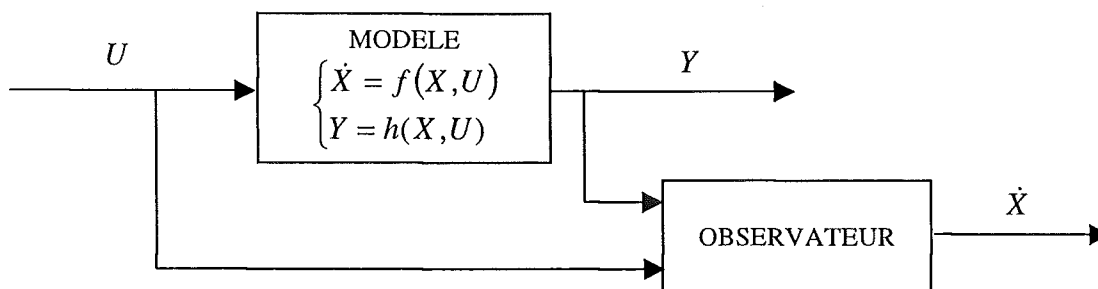 MODELE
U
Ẋ = f(X,U)
Y
Y = h(X,U)
OBSERVATEUR
Ẋ